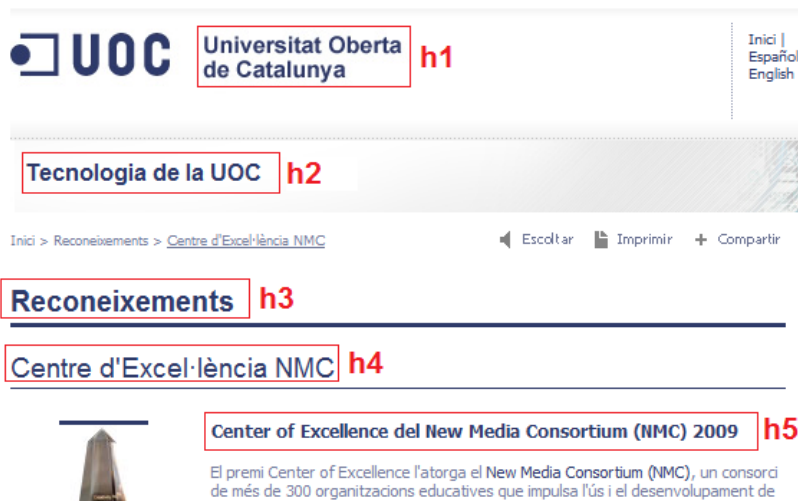 UOC
Universitat Oberta
de Catalunya
h1
Inici |
Español
English
Tecnologia de la UOC
h2
Inici > Reconeixements > Centre d'Excel·lència NMC
Escoltar
Imprimir
Compartir
Reconeixements
h3
Centre d'Excel·lència NMC
h4
Center of Excellence del New Media Consortium (NMC) 2009
h5
El premi Center of Excellence l'atorga el New Media Consortium (NMC), un consorci
de més de 300 organitzacions educatives que impulsa l'ús i el desenvolupament de